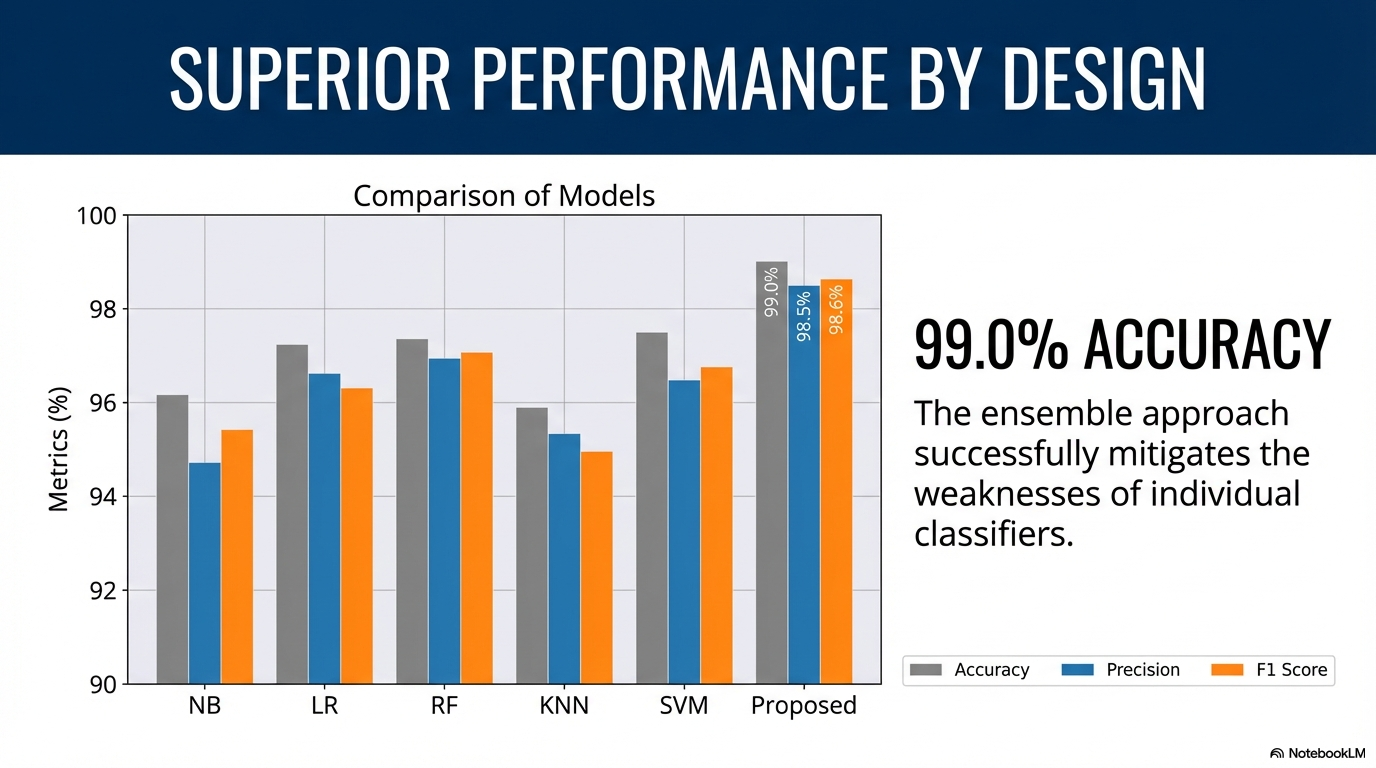 SUPERIOR PERFORMANCE BY DESIGN
Comparison of Models
100
98
96
94
92
90
Metrics (%)
99.0%
98.5%
98.6%
NB
LR
RF
KNN
SVM
Proposed
99.0% ACCURACY
The ensemble approach
successfully mitigates the
weaknesses of individual
classifiers.
Accuracy
Precision
F1 Score
NotebookLM